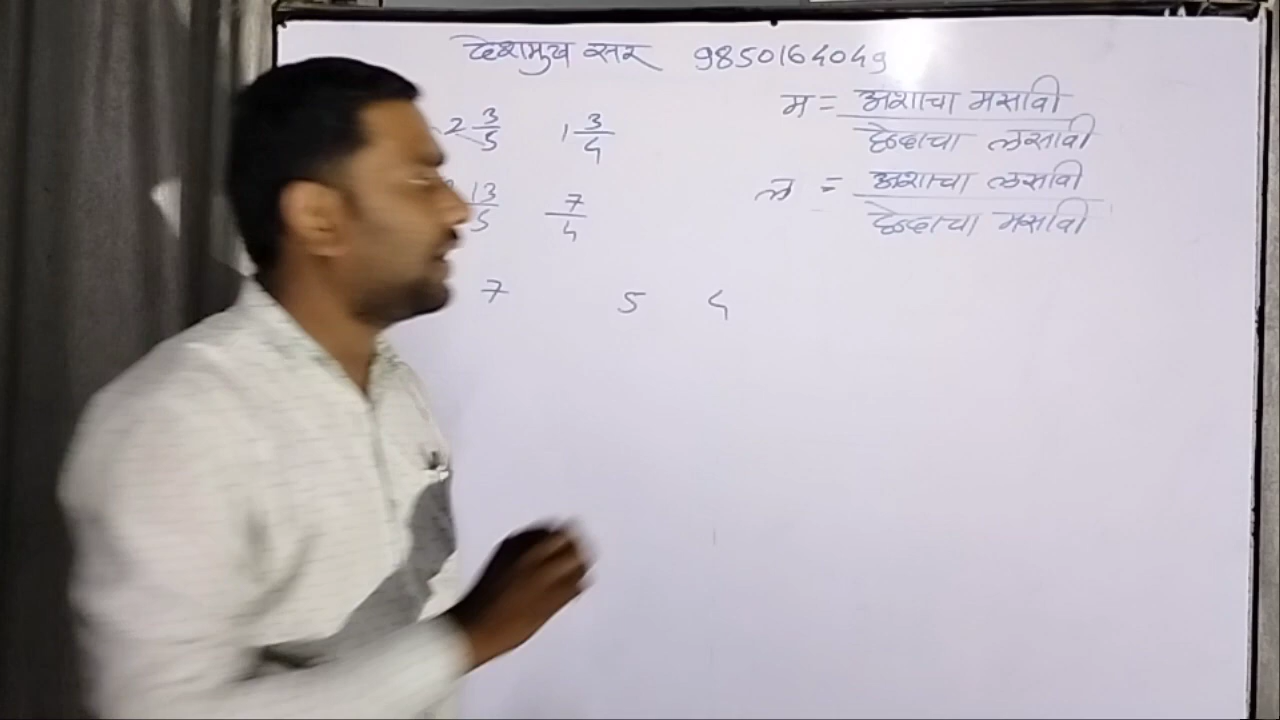 देशमुख सर 9850164049
2 3/5 1 3/4
म = अंशाचा मसावी / छेदाचा लसावी
13/5 7/4
ल = अंशाचा लसावी / छेदाचा मसावी
7 5 4